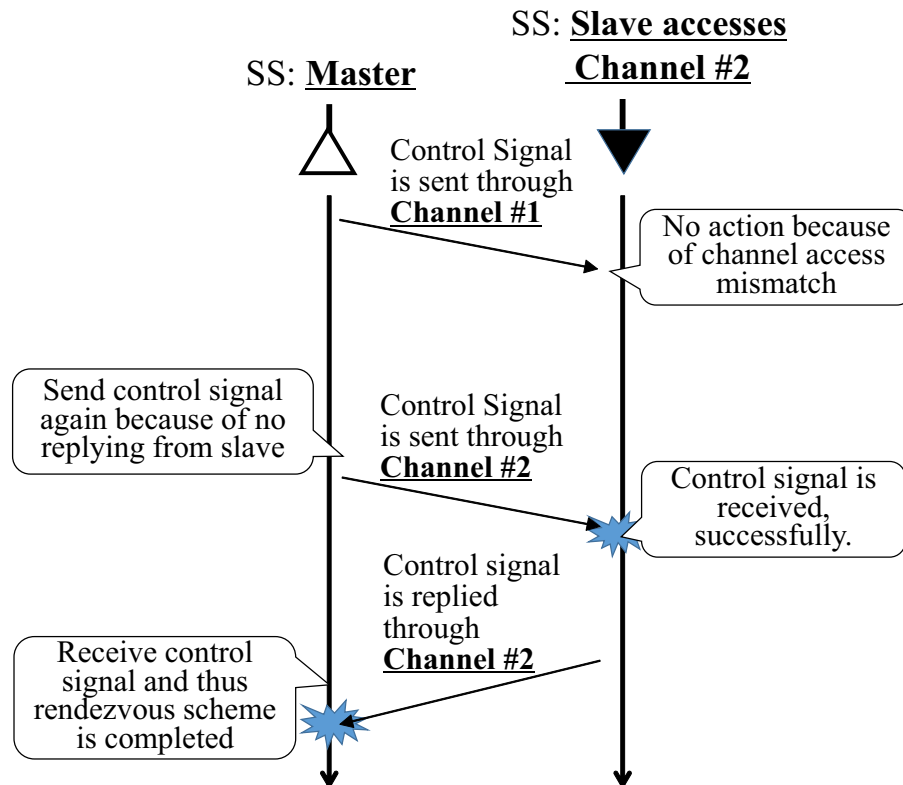 SS: Slave accesses
Channel #2
SS: Master
Control Signal
is sent through
Channel #1
No action because
of channel access
mismatch
Send control signal
again because of no
replying from slave
Control Signal
is sent through
Channel #2
Control signal is
received,
successfully.
Control signal
is replied
through
Channel #2
Receive control
signal and thus
rendezvous scheme
is completed